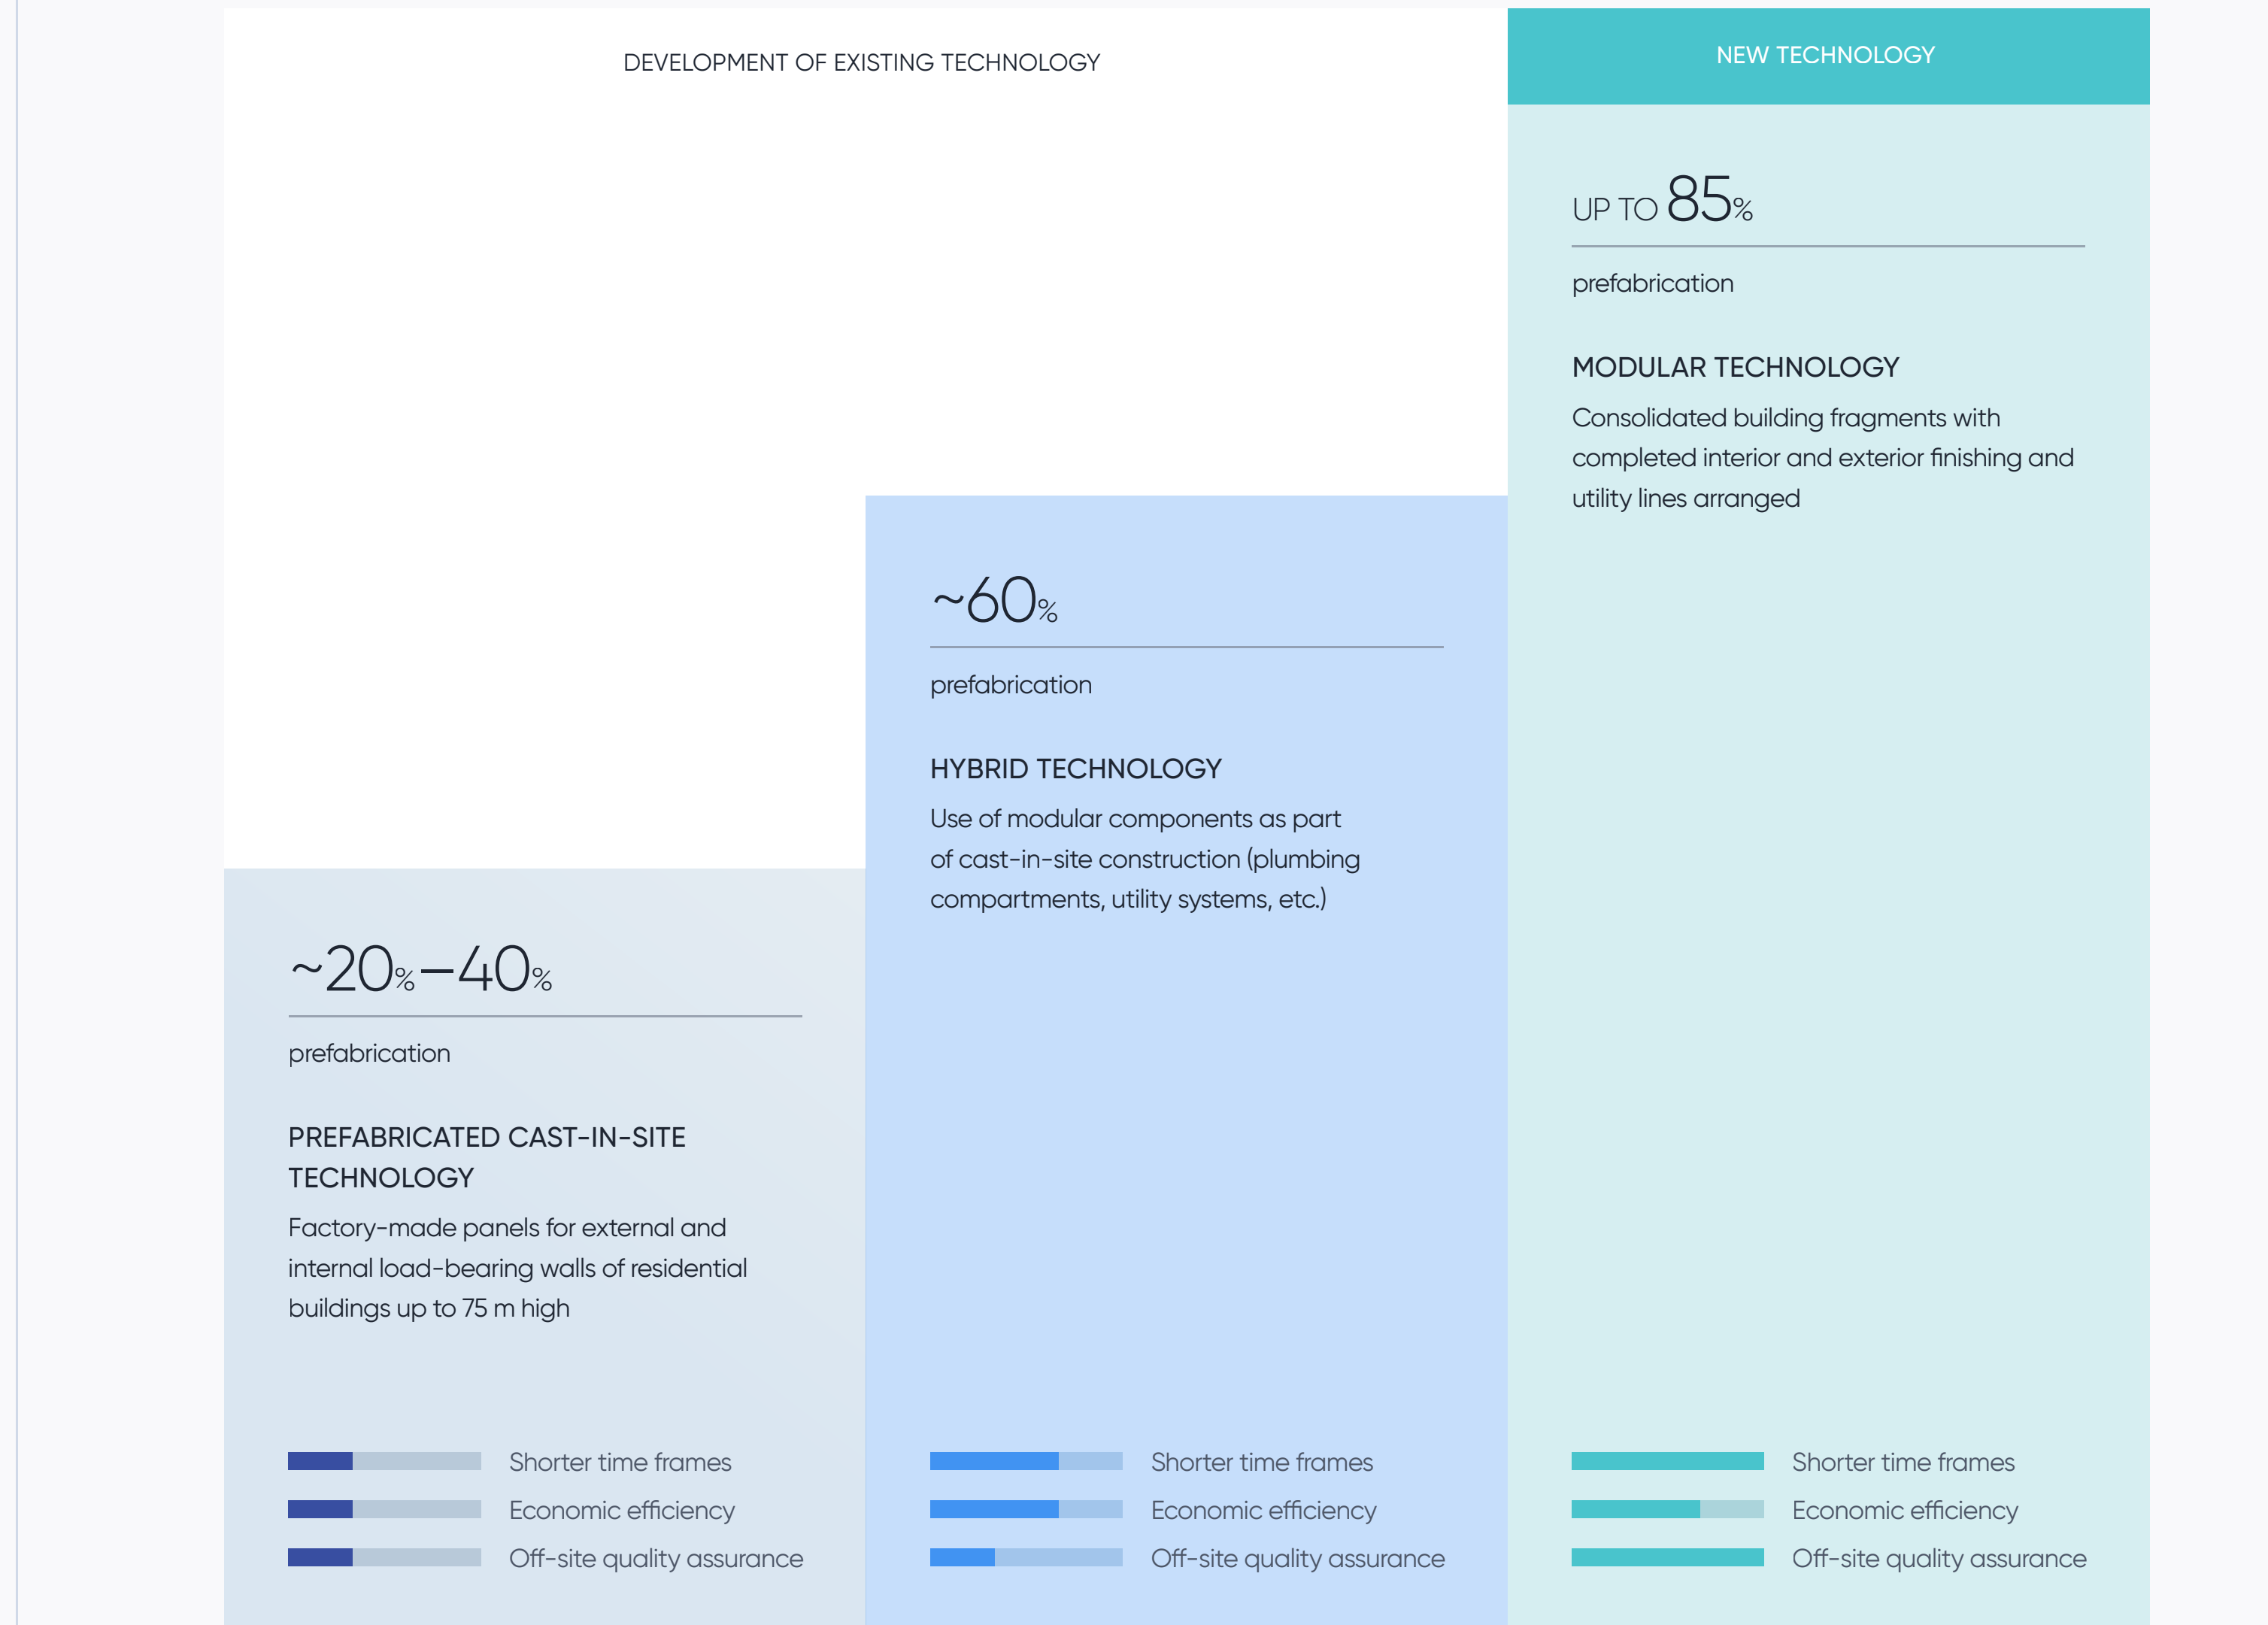 DEVELOPMENT OF EXISTING TECHNOLOGY
NEW TECHNOLOGY
~20%–40%
prefabrication
PREFABRICATED CAST-IN-SITE
TECHNOLOGY
Factory-made panels for external and
internal load-bearing walls of residential
buildings up to 75 m high
Shorter time frames
Economic efficiency
Off-site quality assurance
~60%
prefabrication
HYBRID TECHNOLOGY
Use of modular components as part
of cast-in-site construction (plumbing
compartments, utility systems, etc.)
Shorter time frames
Economic efficiency
Off-site quality assurance
UP TO 85%
prefabrication
MODULAR TECHNOLOGY
Consolidated building fragments with
completed interior and exterior finishing and
utility lines arranged
Shorter time frames
Economic efficiency
Off-site quality assurance